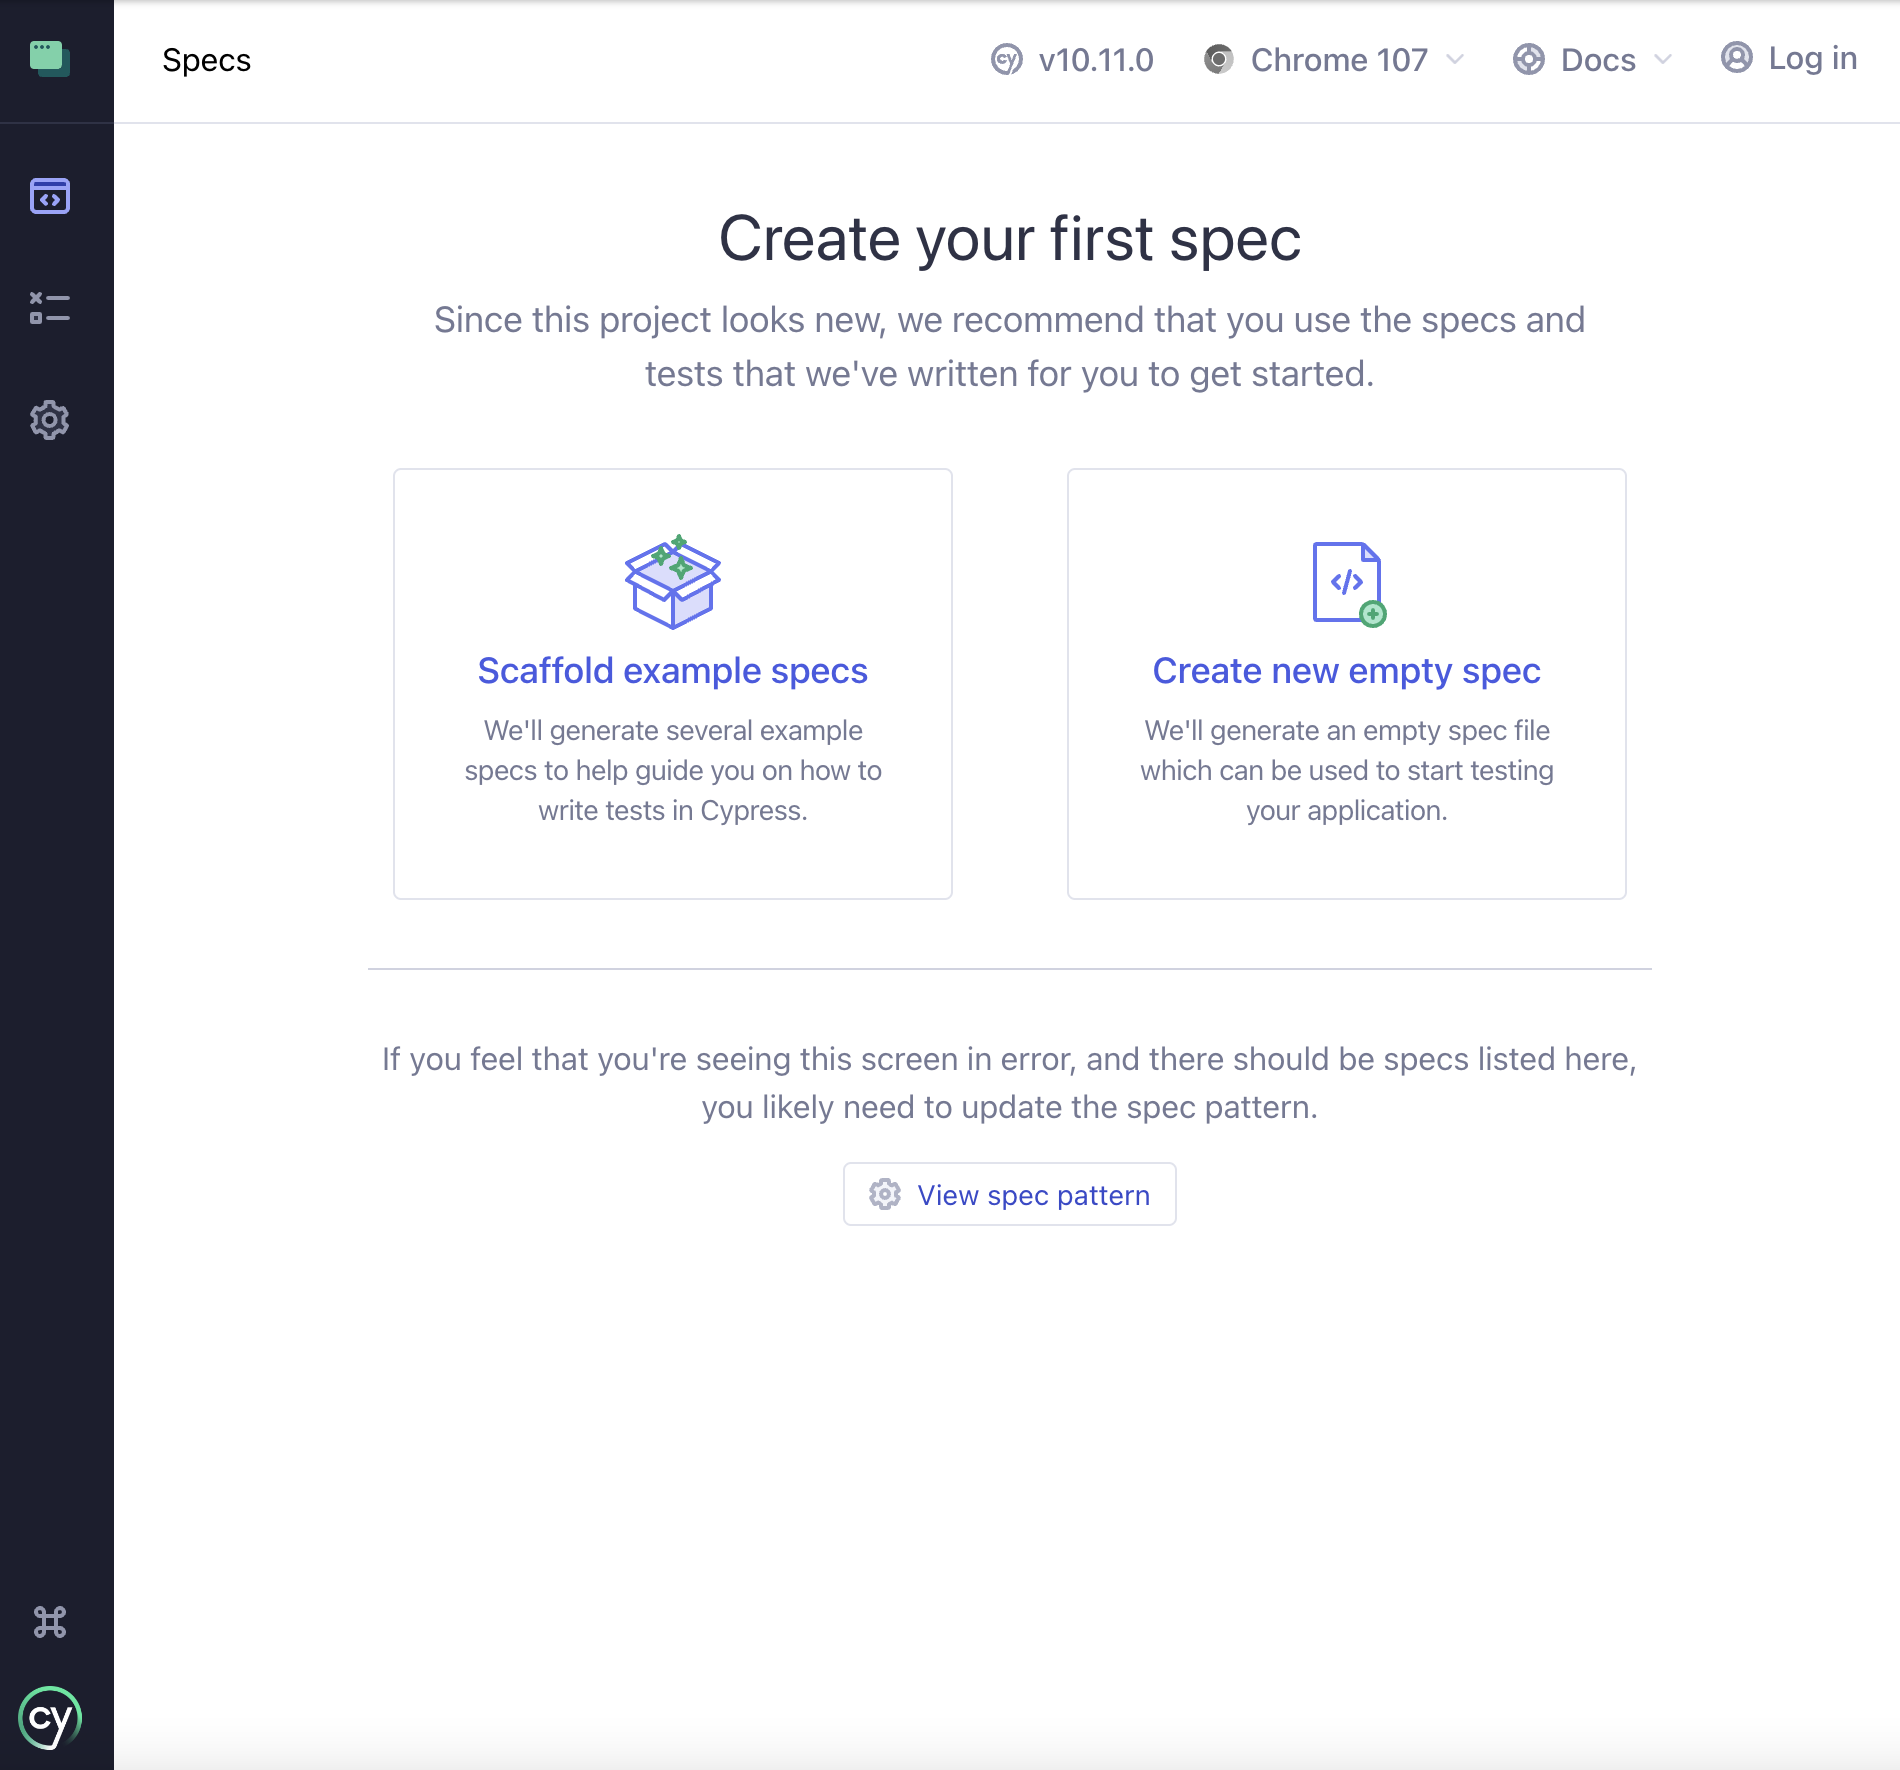 Specs
v10.11.0
Chrome 107
Docs
Log in
Create your first spec
Since this project looks new, we recommend that you use the specs and
tests that we've written for you to get started.
Scaffold example specs
We'll generate several example
specs to help guide you on how to
write tests in Cypress.
Create new empty spec
We'll generate an empty spec file
which can be used to start testing
your application.
If you feel that you're seeing this screen in error, and there should be specs listed here,
you likely need to update the spec pattern.
View spec pattern
cy